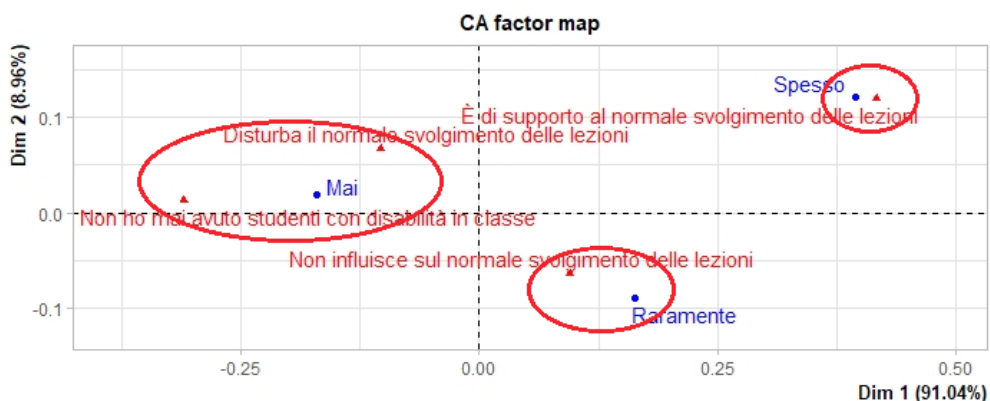 CA factor map
Dim 2 (8.96%)
0.1
0.0
-0.1
Spesso
È di supporto al normale svolgimento delle lezioni
Disturba il normale svolgimento delle lezioni
Mai
Non ho mai avuto studenti con disabilità in classe
Non influisce sul normale svolgimento delle lezioni
Raramente
-0.25
0.00
0.25
0.50
Dim 1 (91.04%)